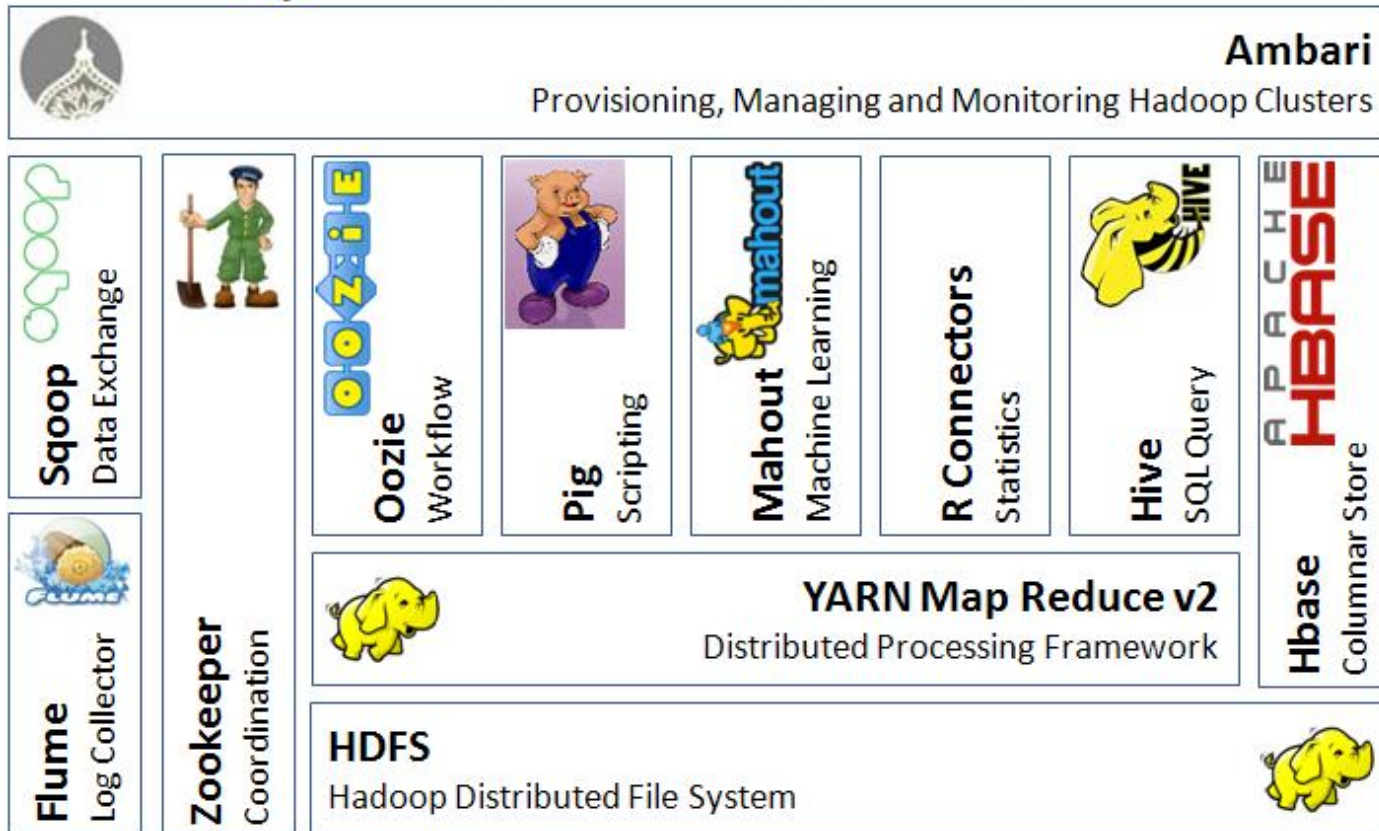 Ambari
Provisioning, Managing and Monitoring Hadoop Clusters
sqoop
Sqoop
Data Exchange
FLUME
Flume
Log Collector
Zookeeper
Coordination
OOZIE
Oozie
Workflow
Pig
Scripting
mahout
Mahout
Machine Learning
R Connectors
Statistics
HIVE
Hive
SQL Query
APACHE
HBASE
Hbase
Columnar Store
YARN Map Reduce v2
Distributed Processing Framework
HDFS
Hadoop Distributed File System